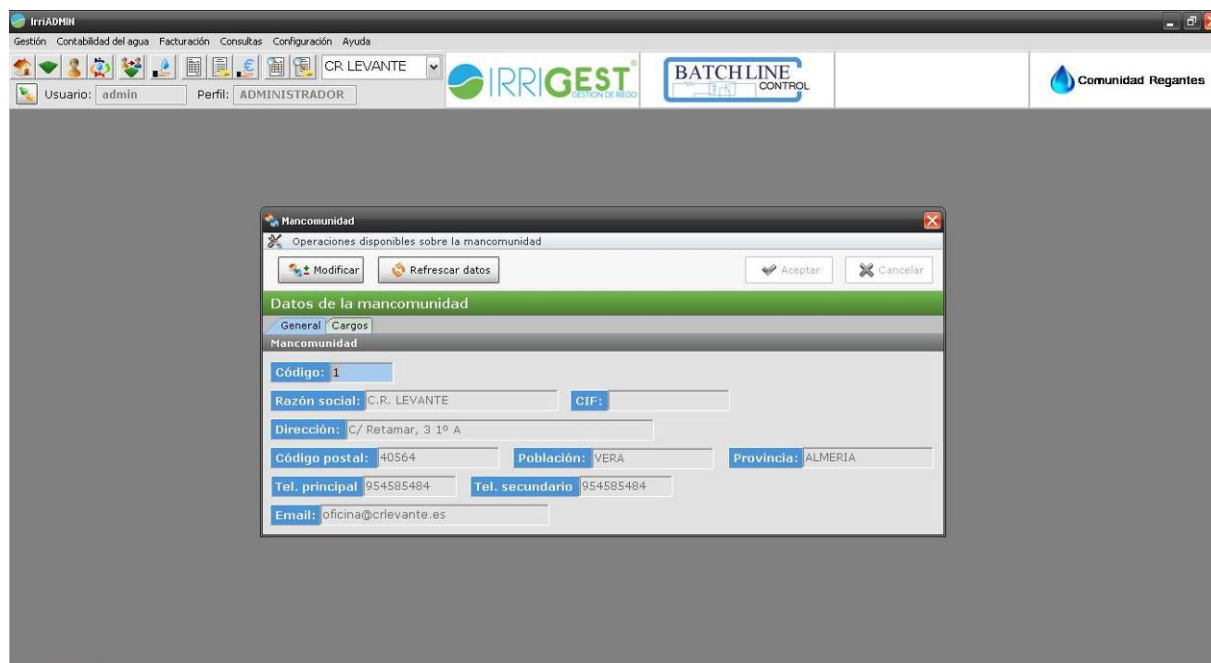 IrriADMIN
Gestión Contabilidad del agua Facturación Consultas Configuración Ayuda
CR LEVANTE
Usuario: admin Perfil: ADMINISTRADOR
IRRIGEST®
GESTIÓN DE RIEGO
BATCHLINE
CONTROL
Comunidad Regantes
Mancomunidad
Operaciones disponibles sobre la mancomunidad
Modificar Refrescar datos Aceptar Cancelar
Datos de la mancomunidad
General Cargos
Mancomunidad
Código: 1
Razón social: C.R. LEVANTE CIF:
Dirección: C/ Retamar, 3 1º A
Código postal: 40564 Población: VERA Provincia: ALMERIA
Tel. principal 954585484 Tel. secundario 954585484
Email: oficina@crlevante.es